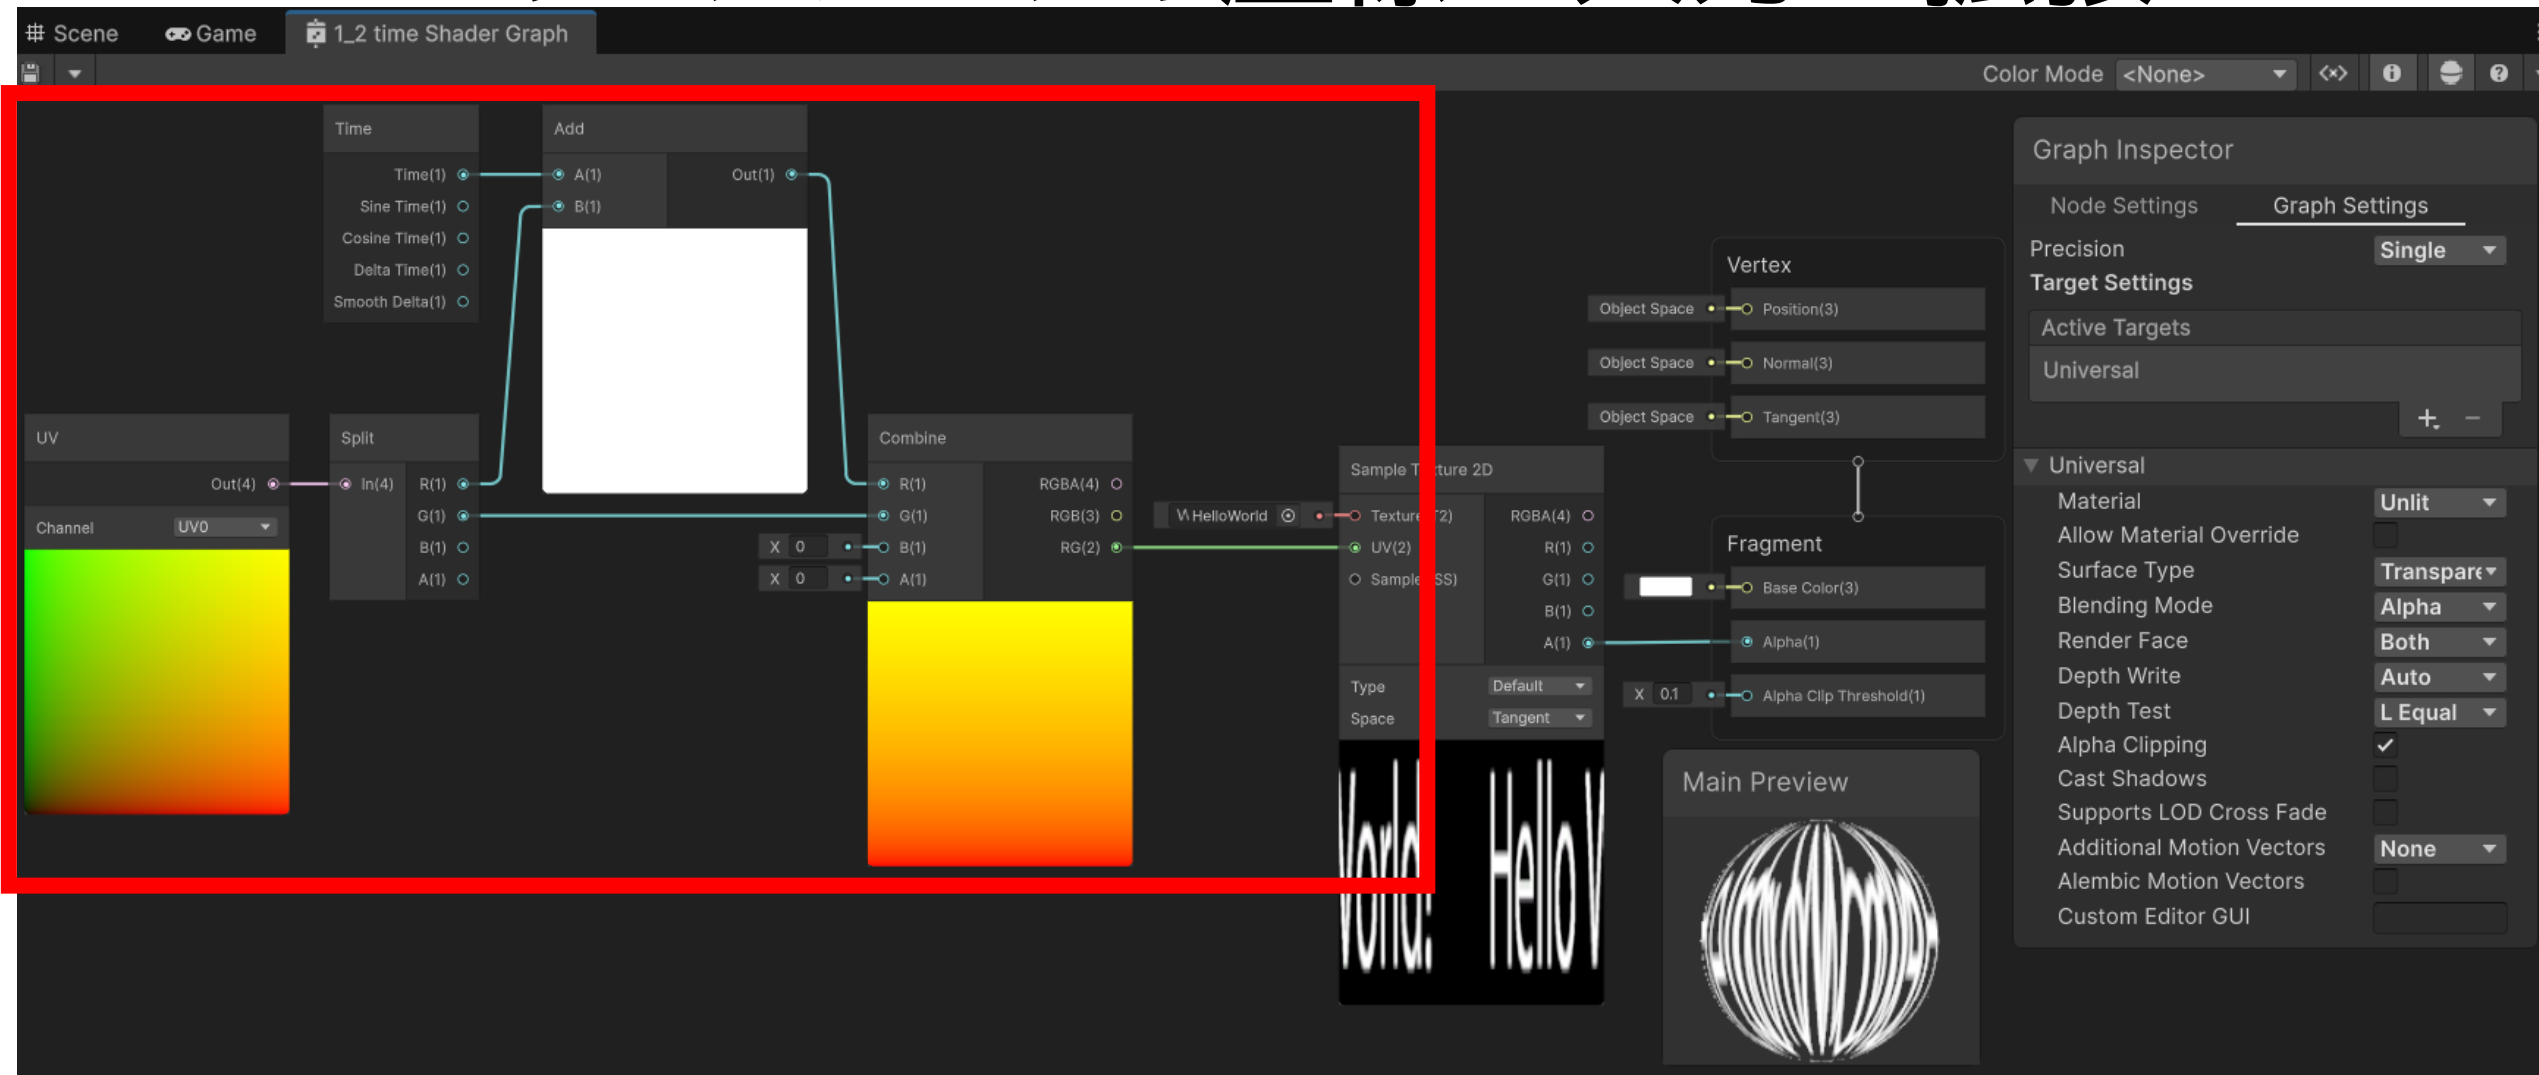 Scene Game 1_2 time Shader Graph
Color Mode <None>
Time
Time(1)
Sine Time(1)
Cosine Time(1)
Delta Time(1)
Smooth Delta(1)
Add
A(1) Out(1)
B(1)
UV
Out(4)
Channel UV0
Split
In(4) R(1)
G(1)
B(1)
A(1)
Combine
R(1) RGBA(4)
G(1) RGB(3)
X 0 B(1) RG(2)
X 0 A(1)
Sample Texture 2D
HelloWorld Texture(T2) RGBA(4)
UV(2) R(1)
Sampler(SS) G(1)
B(1)
A(1)
Type Default
Space Tangent
World! Hello W
Vertex
Object Space Position(3)
Object Space Normal(3)
Object Space Tangent(3)
Fragment
Base Color(3)
Alpha(1)
X 0.1 Alpha Clip Threshold(1)
Main Preview
Graph Inspector
Node Settings Graph Settings
Precision Single
Target Settings
Active Targets
Universal
+ -
Universal
Material Unlit
Allow Material Override
Surface Type Transpare
Blending Mode Alpha
Render Face Both
Depth Write Auto
Depth Test L Equal
Alpha Clipping
Cast Shadows
Supports LOD Cross Fade
Additional Motion Vectors None
Alembic Motion Vectors
Custom Editor GUI